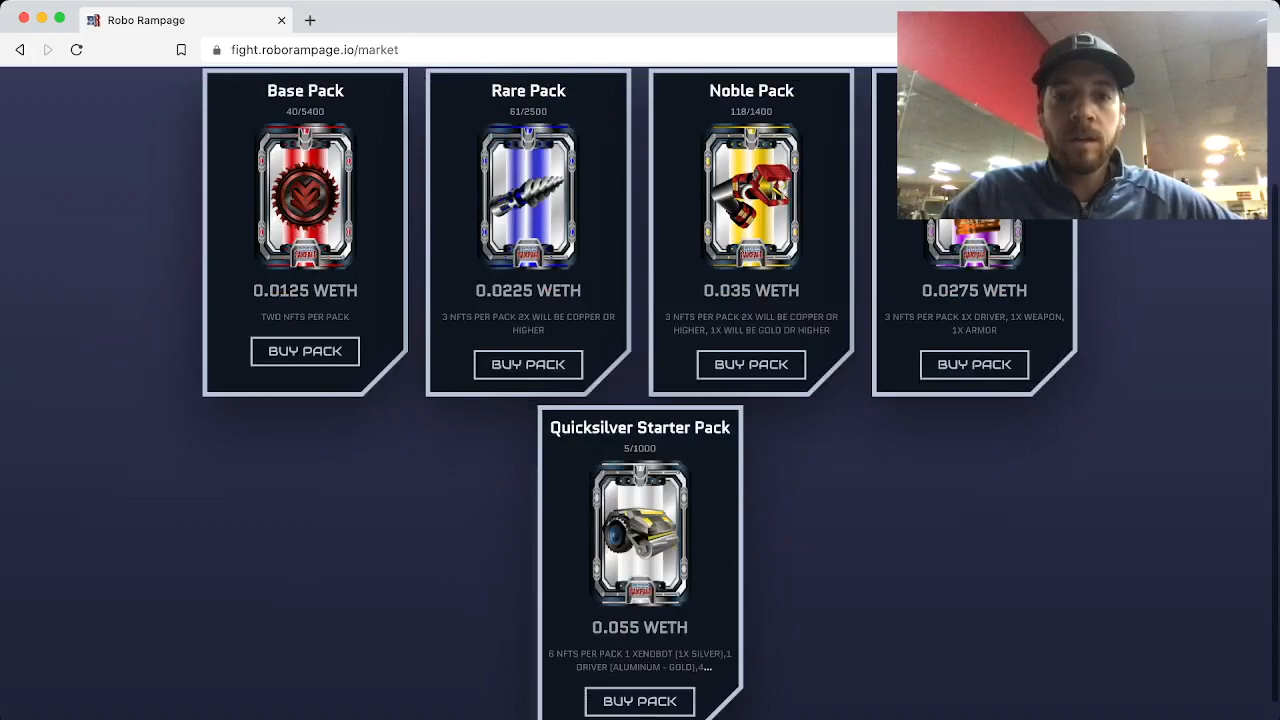 Robo Rampage
fight.roborampage.io/market
Base Pack
40/5400
0.0125 WETH
TWO NFTS PER PACK
BUY PACK
Rare Pack
61/2500
0.0225 WETH
3 NFTS PER PACK 2X WILL BE COPPER OR
HIGHER
BUY PACK
Noble Pack
118/1400
0.035 WETH
3 NFTS PER PACK 2X WILL BE COPPER OR
HIGHER, 1X WILL BE GOLD OR HIGHER
BUY PACK
0.0275 WETH
3 NFTS PER PACK 1X DRIVER, 1X WEAPON,
1X ARMOR
BUY PACK
Quicksilver Starter Pack
5/1000
0.055 WETH
6 NFTS PER PACK 1 XENOBOT (1X SILVER),1
DRIVER (ALUMINUM - GOLD),4...
BUY PACK